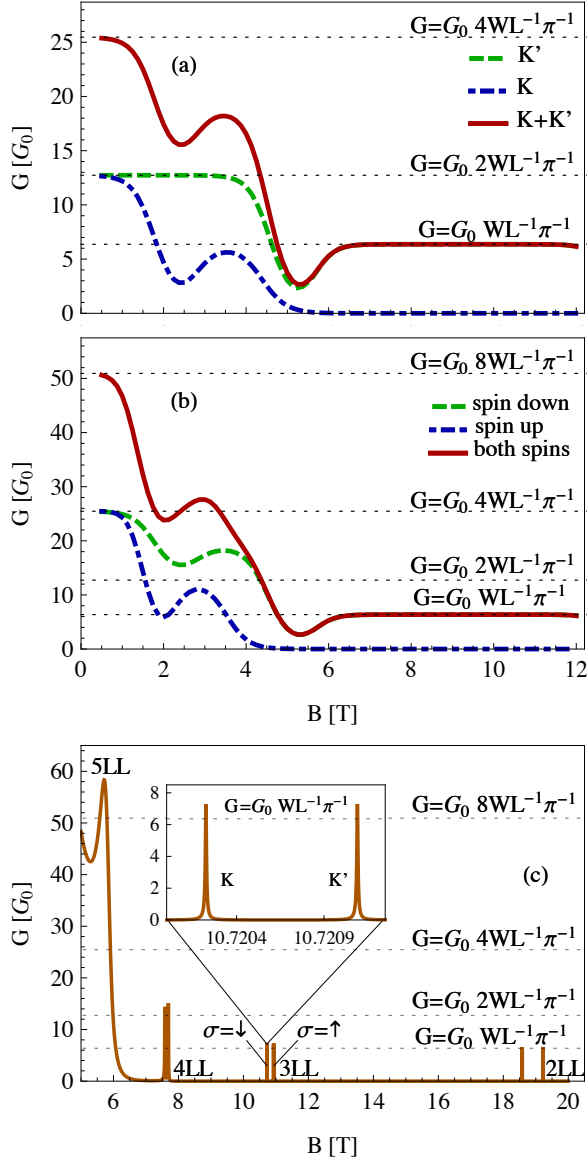 G=G₀ 4WL⁻¹π⁻¹
25
(a)
K'
20
K
K+K'
15
G=G₀ 2WL⁻¹π⁻¹
10
G=G₀ WL⁻¹π⁻¹
5
0
G [G₀]
G=G₀ 8WL⁻¹π⁻¹
50
(b)
spin down
40
spin up
both spins
30
G=G₀ 4WL⁻¹π⁻¹
20
G=G₀ 2WL⁻¹π⁻¹
10
G=G₀ WL⁻¹π⁻¹
0
G [G₀]
0 2 4 6 8 10 12
B [T]
5LL
60
8
G=G₀ WL⁻¹π⁻¹
G=G₀ 8WL⁻¹π⁻¹
50
6
4
K K'
(c)
40
2
0
30
10.7204 10.7209
G=G₀ 4WL⁻¹π⁻¹
20
G=G₀ 2WL⁻¹π⁻¹
10
σ=↓ σ=↑
G=G₀ WL⁻¹π⁻¹
4LL 3LL 2LL
0
G [G₀]
6 8 10 12 14 16 18 20
B [T]